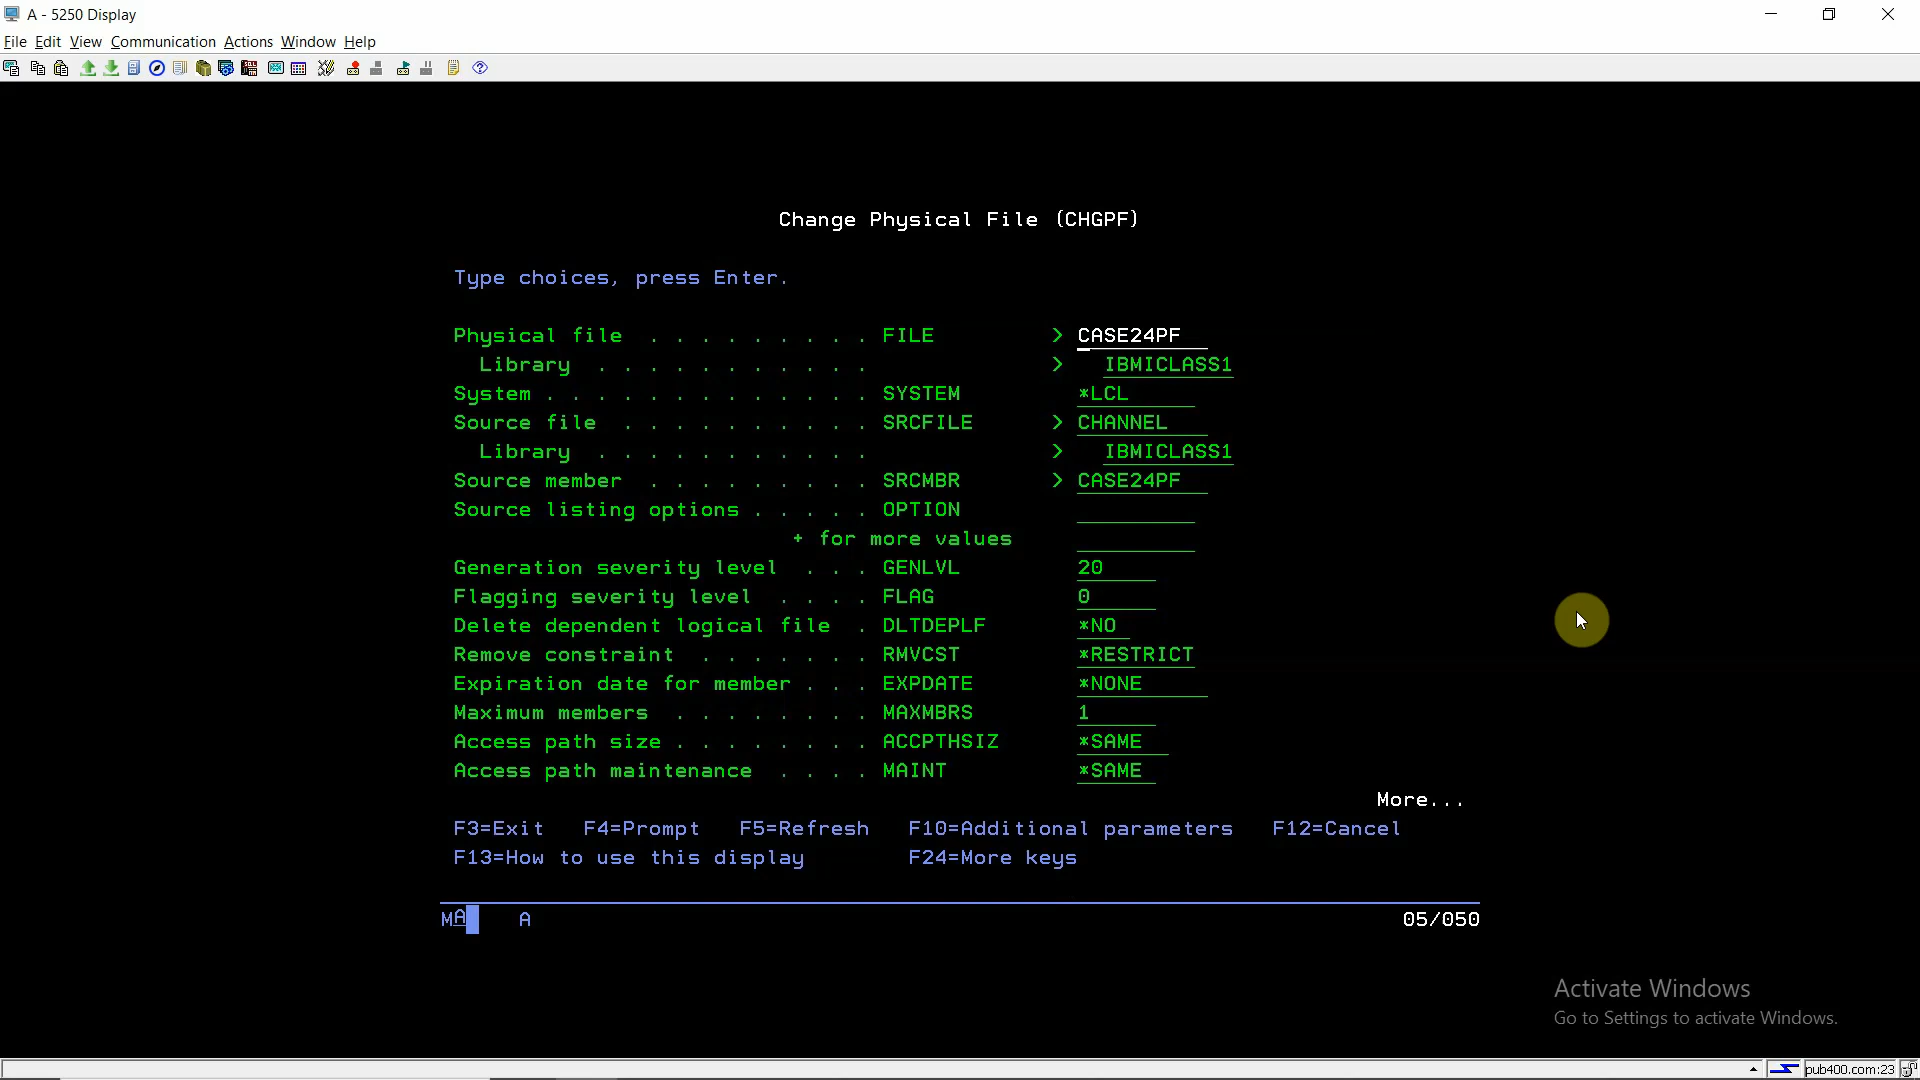 A - 5250 Display
File Edit View Communication Actions Window Help
Change Physical File (CHGPF)
Type choices, press Enter.
Physical file . . . . . . . . . FILE > CASE24PF
Library . . . . . . . . . . . > IBMICLASS1
System . . . . . . . . . . . . . SYSTEM *LCL
Source file . . . . . . . . . . SRCFILE > CHANNEL
Library . . . . . . . . . . . > IBMICLASS1
Source member . . . . . . . . . SRCMBR > CASE24PF
Source listing options . . . . . OPTION
+ for more values
Generation severity level . . . GENLVL 20
Flagging severity level . . . . FLAG 0
Delete dependent logical file . DLTDEPLF *NO
Remove constraint . . . . . . . RMVCST *RESTRICT
Expiration date for member . . . EXPDATE *NONE
Maximum members . . . . . . . . MAXMBRS 1
Access path size . . . . . . . . ACCPTHSIZ *SAME
Access path maintenance . . . . MAINT *SAME
More...
F3=Exit F4=Prompt F5=Refresh F10=Additional parameters F12=Cancel
F13=How to use this display F24=More keys
MA A 05/050
Activate Windows
Go to Settings to activate Windows.
pub400.com:23